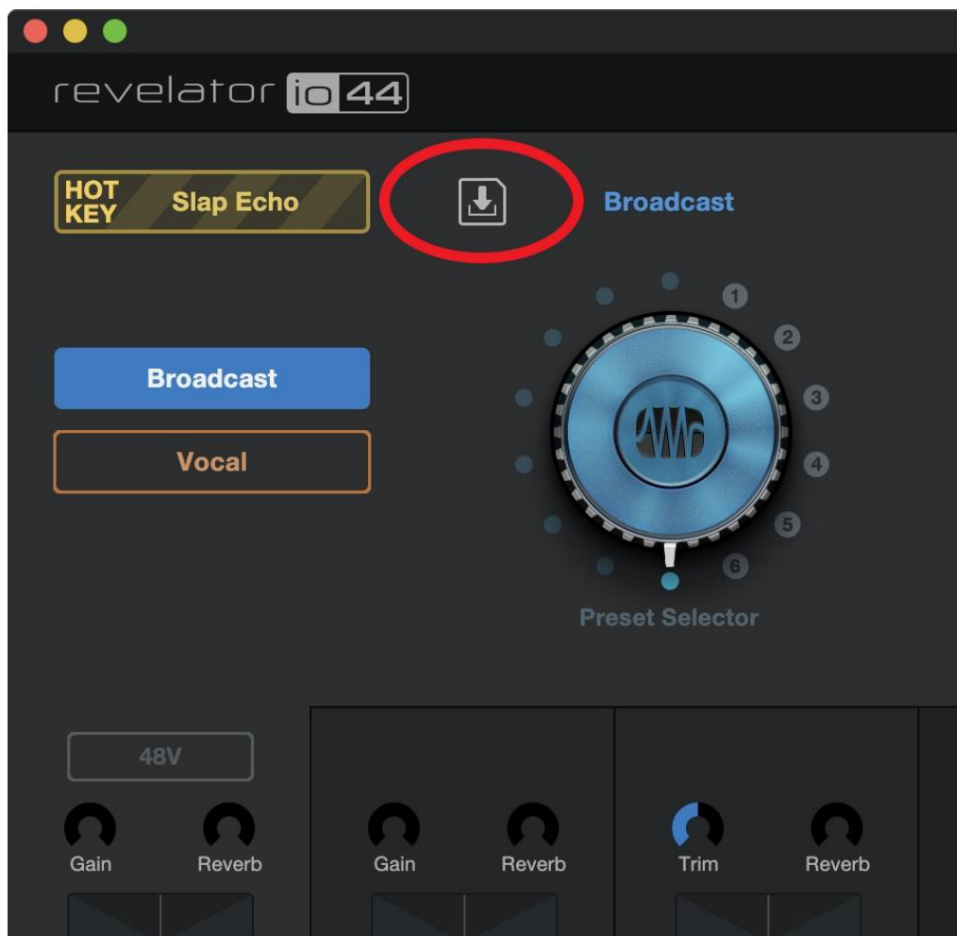 revelator io 44
HOT
KEY
Slap Echo
Broadcast
1
2
3
4
5
6
Broadcast
Vocal
Preset Selector
48V
Gain
Reverb
Gain
Reverb
Trim
Reverb